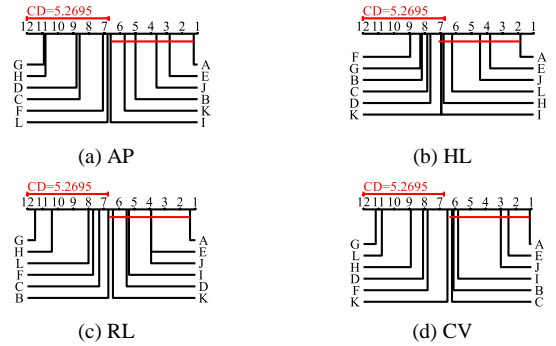 CD=5.2695
12 11 10 9 8 7 6 5 4 3 2 1
G A
H E
D J
C B
F K
L I
(a) AP
CD=5.2695
12 11 10 9 8 7 6 5 4 3 2 1
F A
G E
B J
C L
D H
K I
(b) HL
CD=5.2695
12 11 10 9 8 7 6 5 4 3 2 1
G A
H E
L J
F I
C D
B K
(c) RL
CD=5.2695
12 11 10 9 8 7 6 5 4 3 2 1
G A
L E
H J
D I
F B
K C
(d) CV